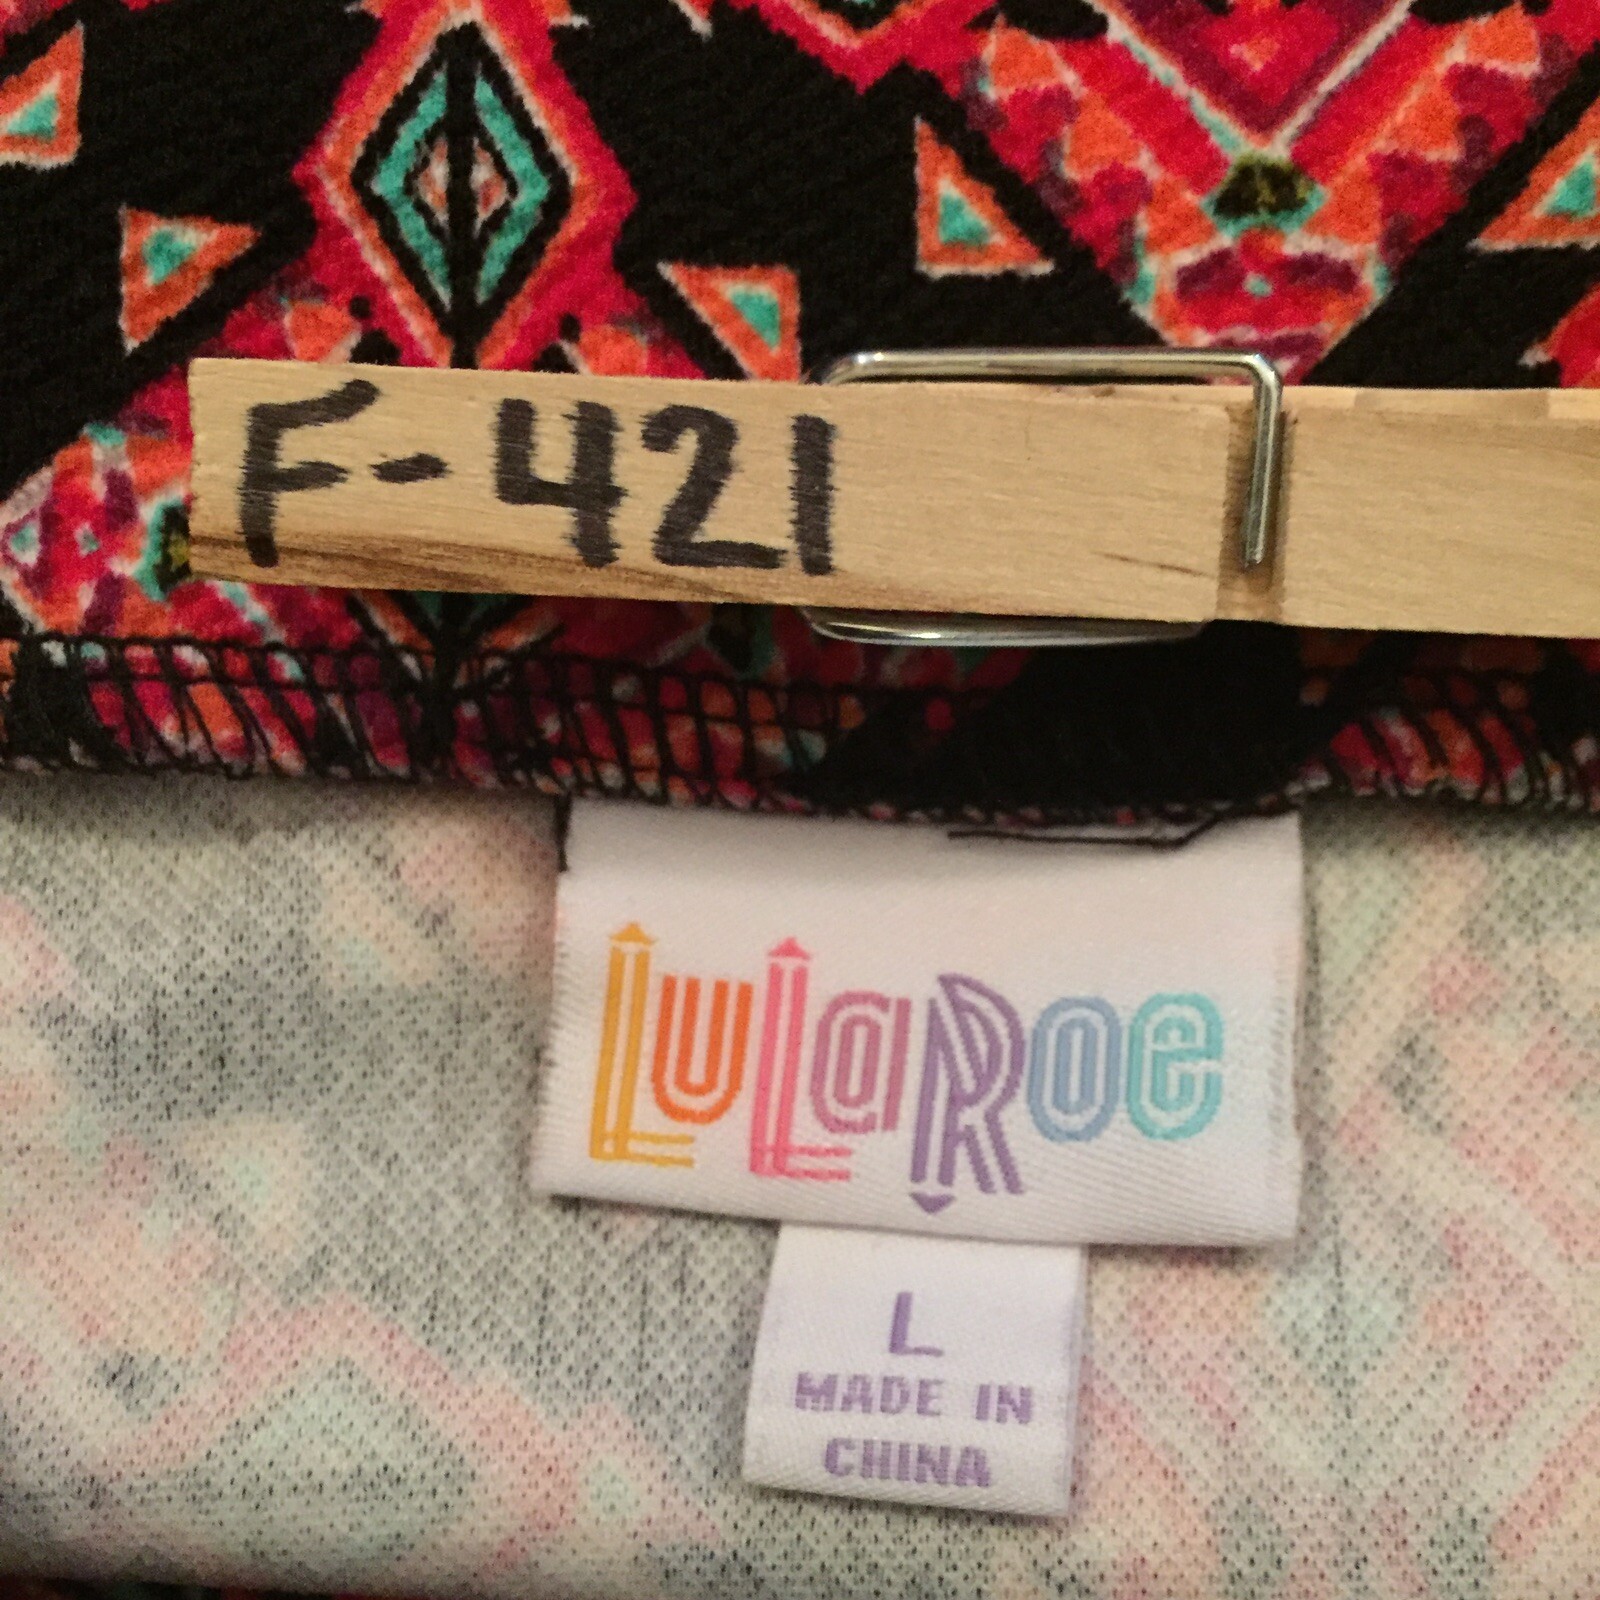 F-421
LuLaRoe
L
MADE IN
CHINA